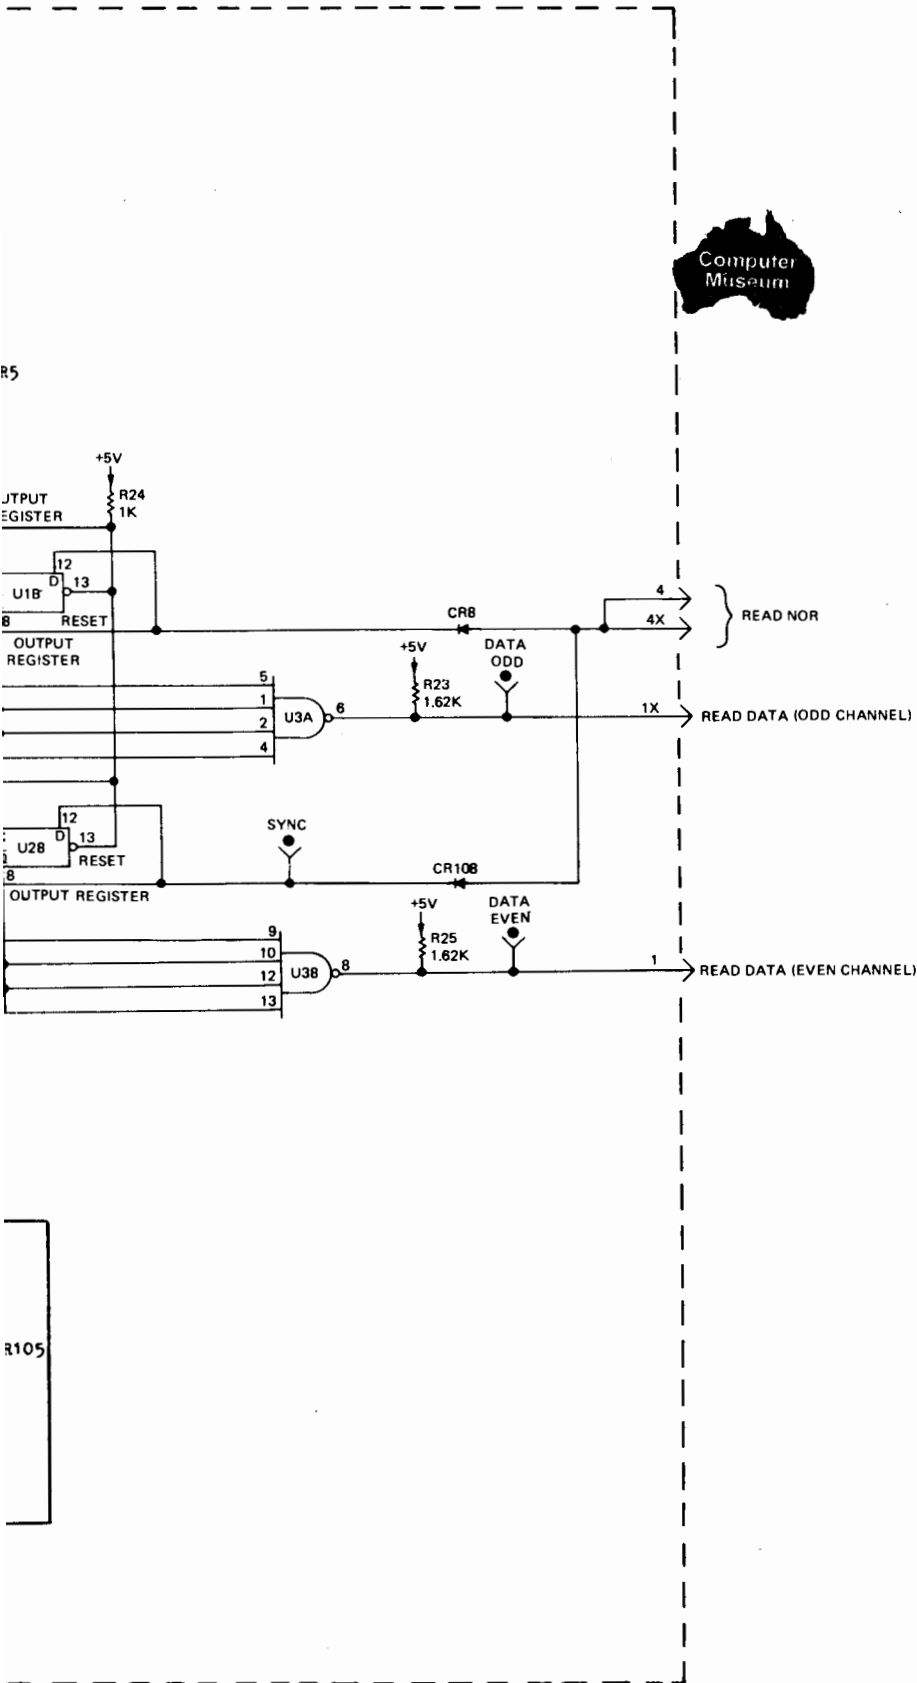 Computer
Museum
R5
+5V
R24
1K
UTPUT
EGISTER
12
D
13
U1B
8
RESET
OUTPUT
REGISTER
CR8
4
4X
READ NOR
+5V
DATA
ODD
R23
1.62K
5
1
2
4
U3A
6
1X
READ DATA (ODD CHANNEL)
12
D
13
U2B
8
RESET
OUTPUT REGISTER
SYNC
CR108
+5V
DATA
EVEN
R25
1.62K
9
10
12
13
U3B
8
1
READ DATA (EVEN CHANNEL)
R105